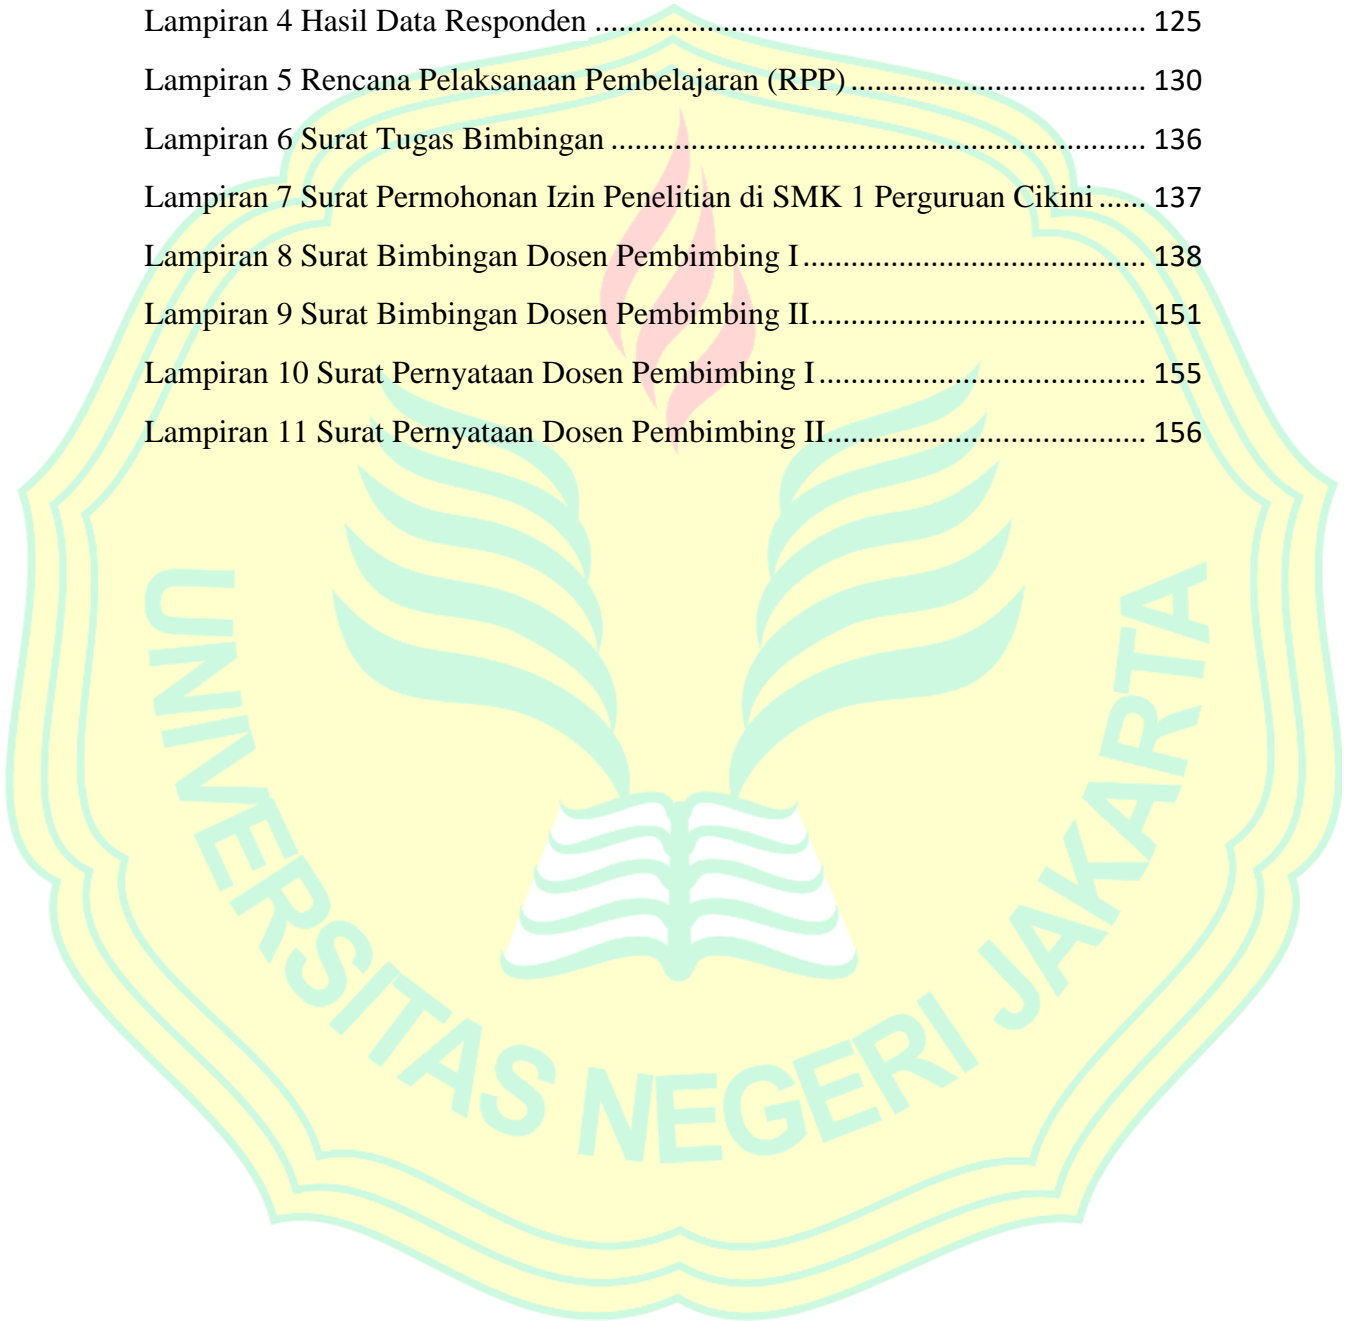 Lampiran 4 Hasil Data Responden ..................................................................... 125
Lampiran 5 Rencana Pelaksanaan Pembelajaran (RPP) ..................................... 130
Lampiran 6 Surat Tugas Bimbingan ................................................................... 136
Lampiran 7 Surat Permohonan Izin Penelitian di SMK 1 Perguruan Cikini ...... 137
Lampiran 8 Surat Bimbingan Dosen Pembimbing I ........................................... 138
Lampiran 9 Surat Bimbingan Dosen Pembimbing II .......................................... 151
Lampiran 10 Surat Pernyataan Dosen Pembimbing I ......................................... 155
Lampiran 11 Surat Pernyataan Dosen Pembimbing II ........................................ 156
UNIVERSITAS NEGERI JAKARTA